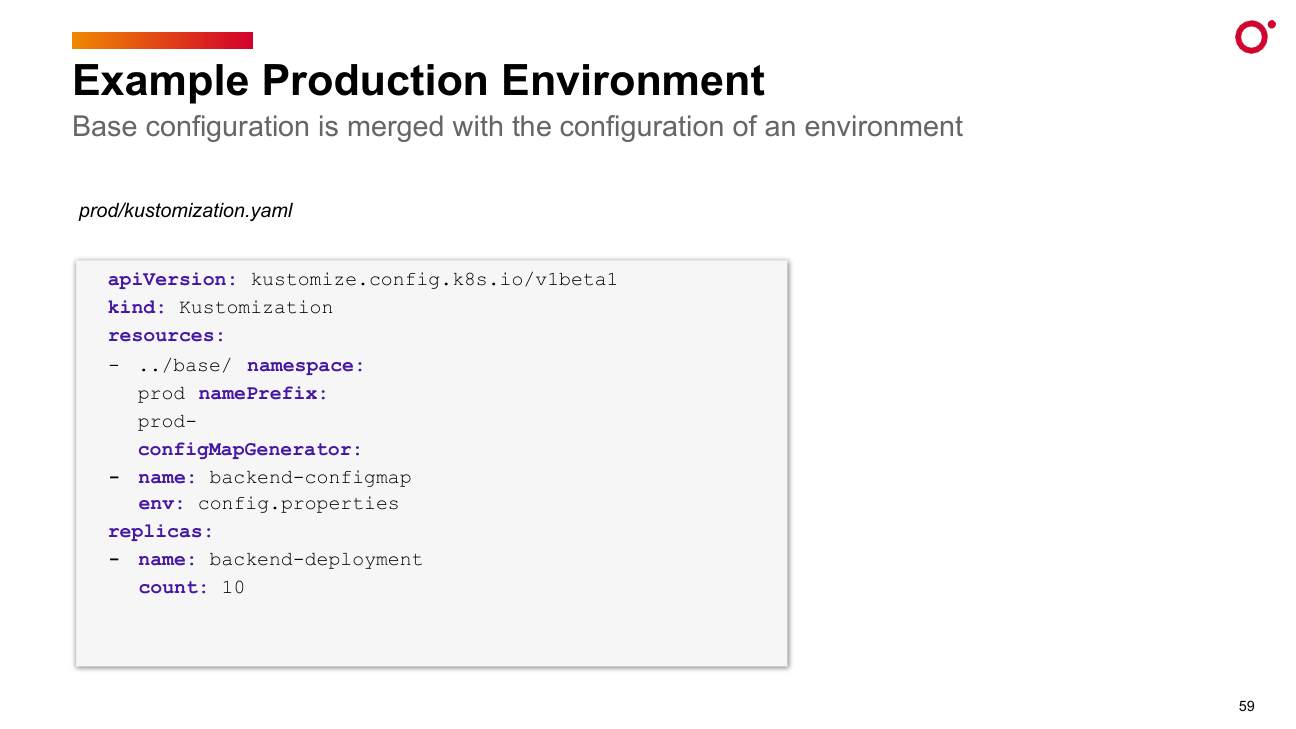 Example Production Environment
Base configuration is merged with the configuration of an environment
prod/kustomization.yaml
apiVersion: kustomize.config.k8s.io/v1beta1
kind: Kustomization
resources:
- ../base/ namespace:
prod namePrefix:
prod-
configMapGenerator:
- name: backend-configmap
env: config.properties
replicas:
- name: backend-deployment
count: 10
59